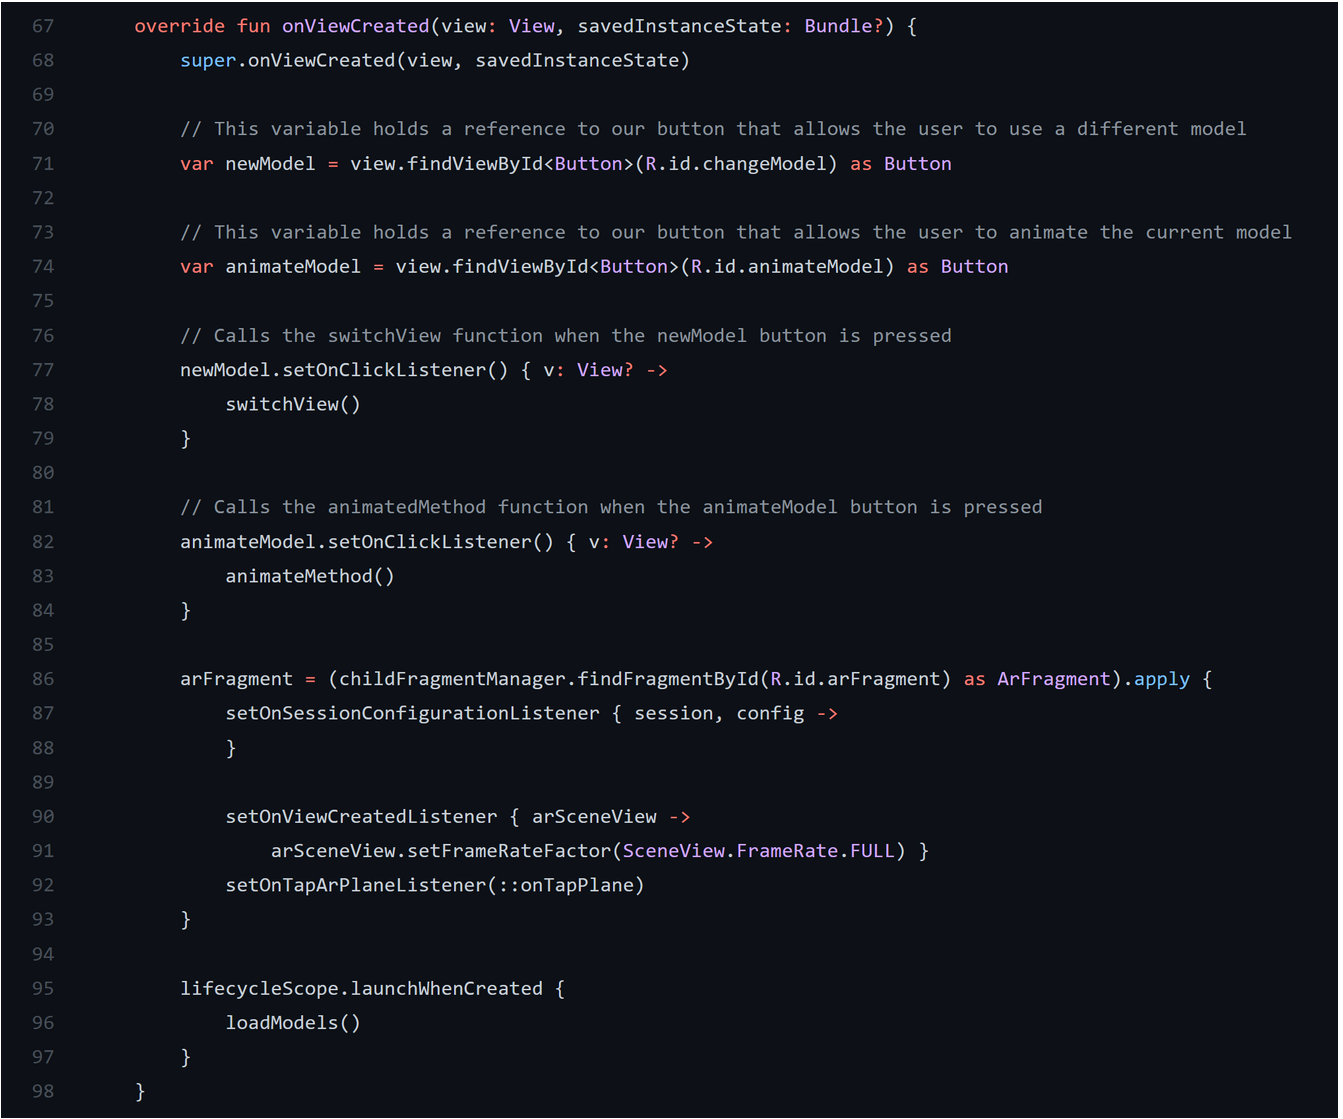 67 override fun onViewCreated(view: View, savedInstanceState: Bundle?) {
68 super.onViewCreated(view, savedInstanceState)
69
70 // This variable holds a reference to our button that allows the user to use a different model
71 var newModel = view.findViewById<Button>(R.id.changeModel) as Button
72
73 // This variable holds a reference to our button that allows the user to animate the current model
74 var animateModel = view.findViewById<Button>(R.id.animateModel) as Button
75
76 // Calls the switchView function when the newModel button is pressed
77 newModel.setOnClickListener() { v: View? ->
78 switchView()
79 }
80
81 // Calls the animatedMethod function when the animateModel button is pressed
82 animateModel.setOnClickListener() { v: View? ->
83 animateMethod()
84 }
85
86 arFragment = (childFragmentManager.findFragmentById(R.id.arFragment) as ArFragment).apply {
87 setOnSessionConfigurationListener { session, config ->
88 }
89
90 setOnViewCreatedListener { arSceneView ->
91 arSceneView.setFrameRateFactor(SceneView.FrameRate.FULL) }
92 setOnTapArPlaneListener(::onTapPlane)
93 }
94
95 lifecycleScope.launchWhenCreated {
96 loadModels()
97 }
98 }